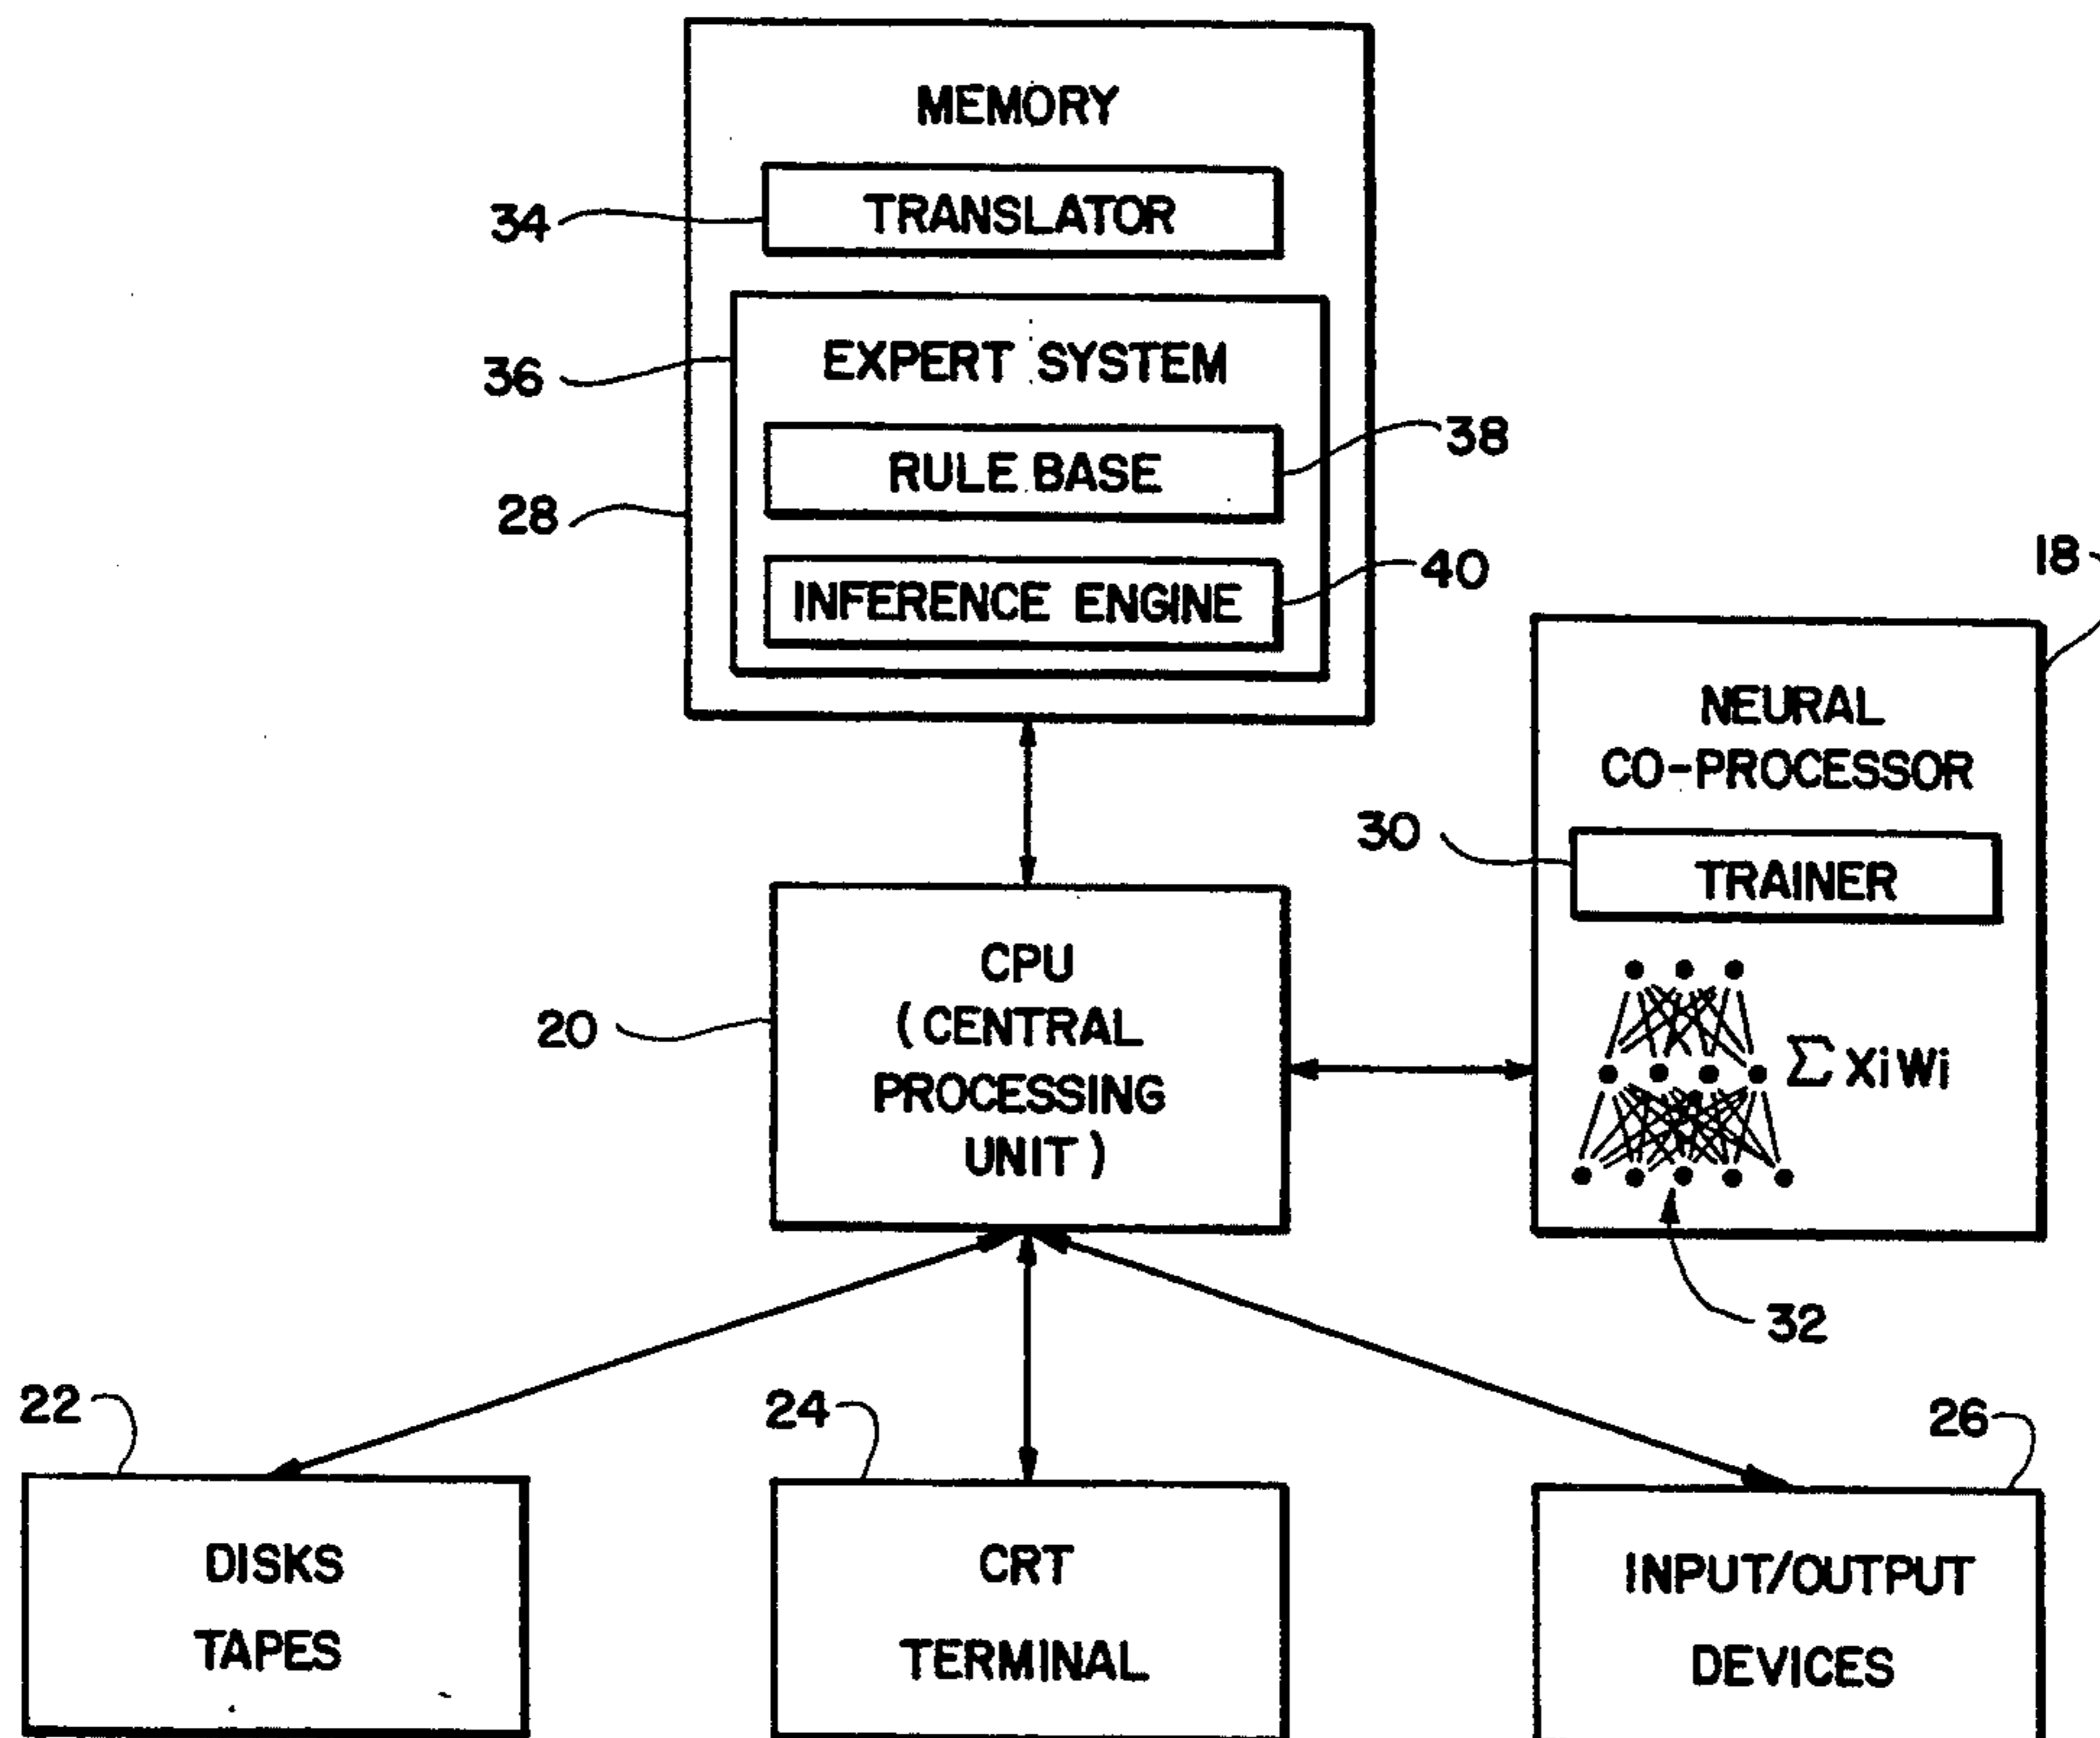 MEMORY
34
TRANSLATOR
36
EXPERT SYSTEM
38
RULE BASE
28
40
INFERENCE ENGINE
18
NEURAL
CO-PROCESSOR
30
TRAINER
20
CPU
(CENTRAL
PROCESSING
UNIT)
Σ XiWi
32
22
DISKS
TAPES
24
CRT
TERMINAL
26
INPUT/OUTPUT
DEVICES